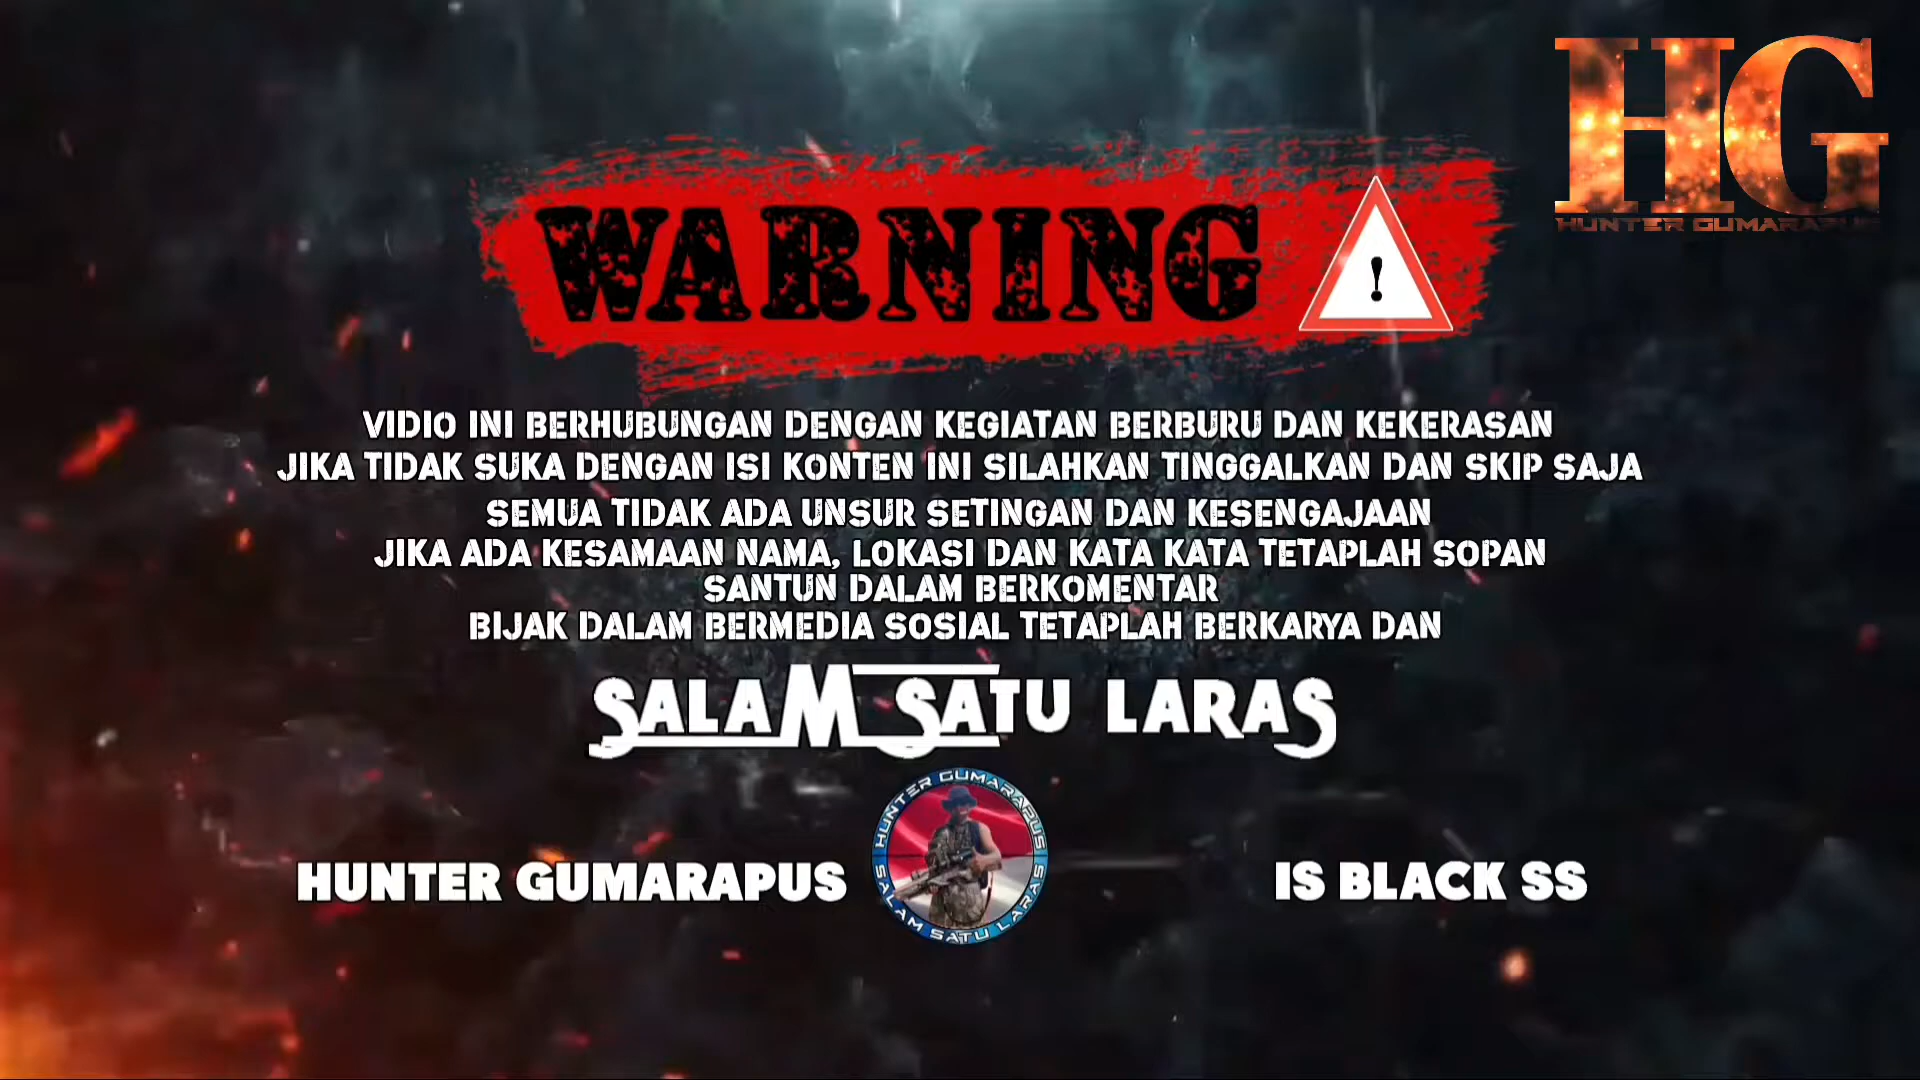 HG
HUNTER GUMARAPUS
WARNING
!
VIDIO INI BERHUBUNGAN DENGAN KEGIATAN BERBURU DAN KEKERASAN
JIKA TIDAK SUKA DENGAN ISI KONTEN INI SILAHKAN TINGGALKAN DAN SKIP SAJA
SEMUA TIDAK ADA UNSUR SETINGAN DAN KESENGAJAAN
JIKA ADA KESAMAAN NAMA, LOKASI DAN KATA KATA TETAPLAH SOPAN
SANTUN DALAM BERKOMENTAR
BIJAK DALAM BERMEDIA SOSIAL TETAPLAH BERKARYA DAN
SALAM SATU LARAS
HUNTER GUMARAPUS
HUNTER GUMARAPUS
SALAM SATU LARAS
IS BLACK SS